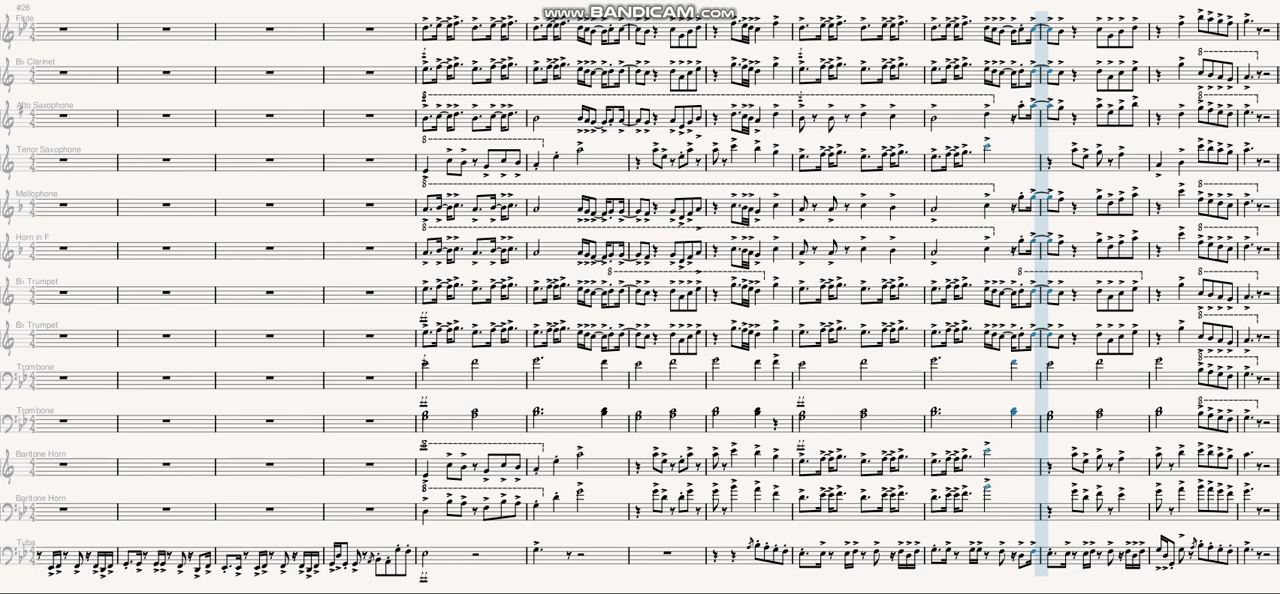 www.BANDICAM.com
#26
Flute
B♭ Clarinet
Alto Saxophone
Tenor Saxophone
Mellophone
Horn in F
B♭ Trumpet
B♭ Trumpet
Trombone
Trombone
Baritone Horn
Baritone Horn
Tuba